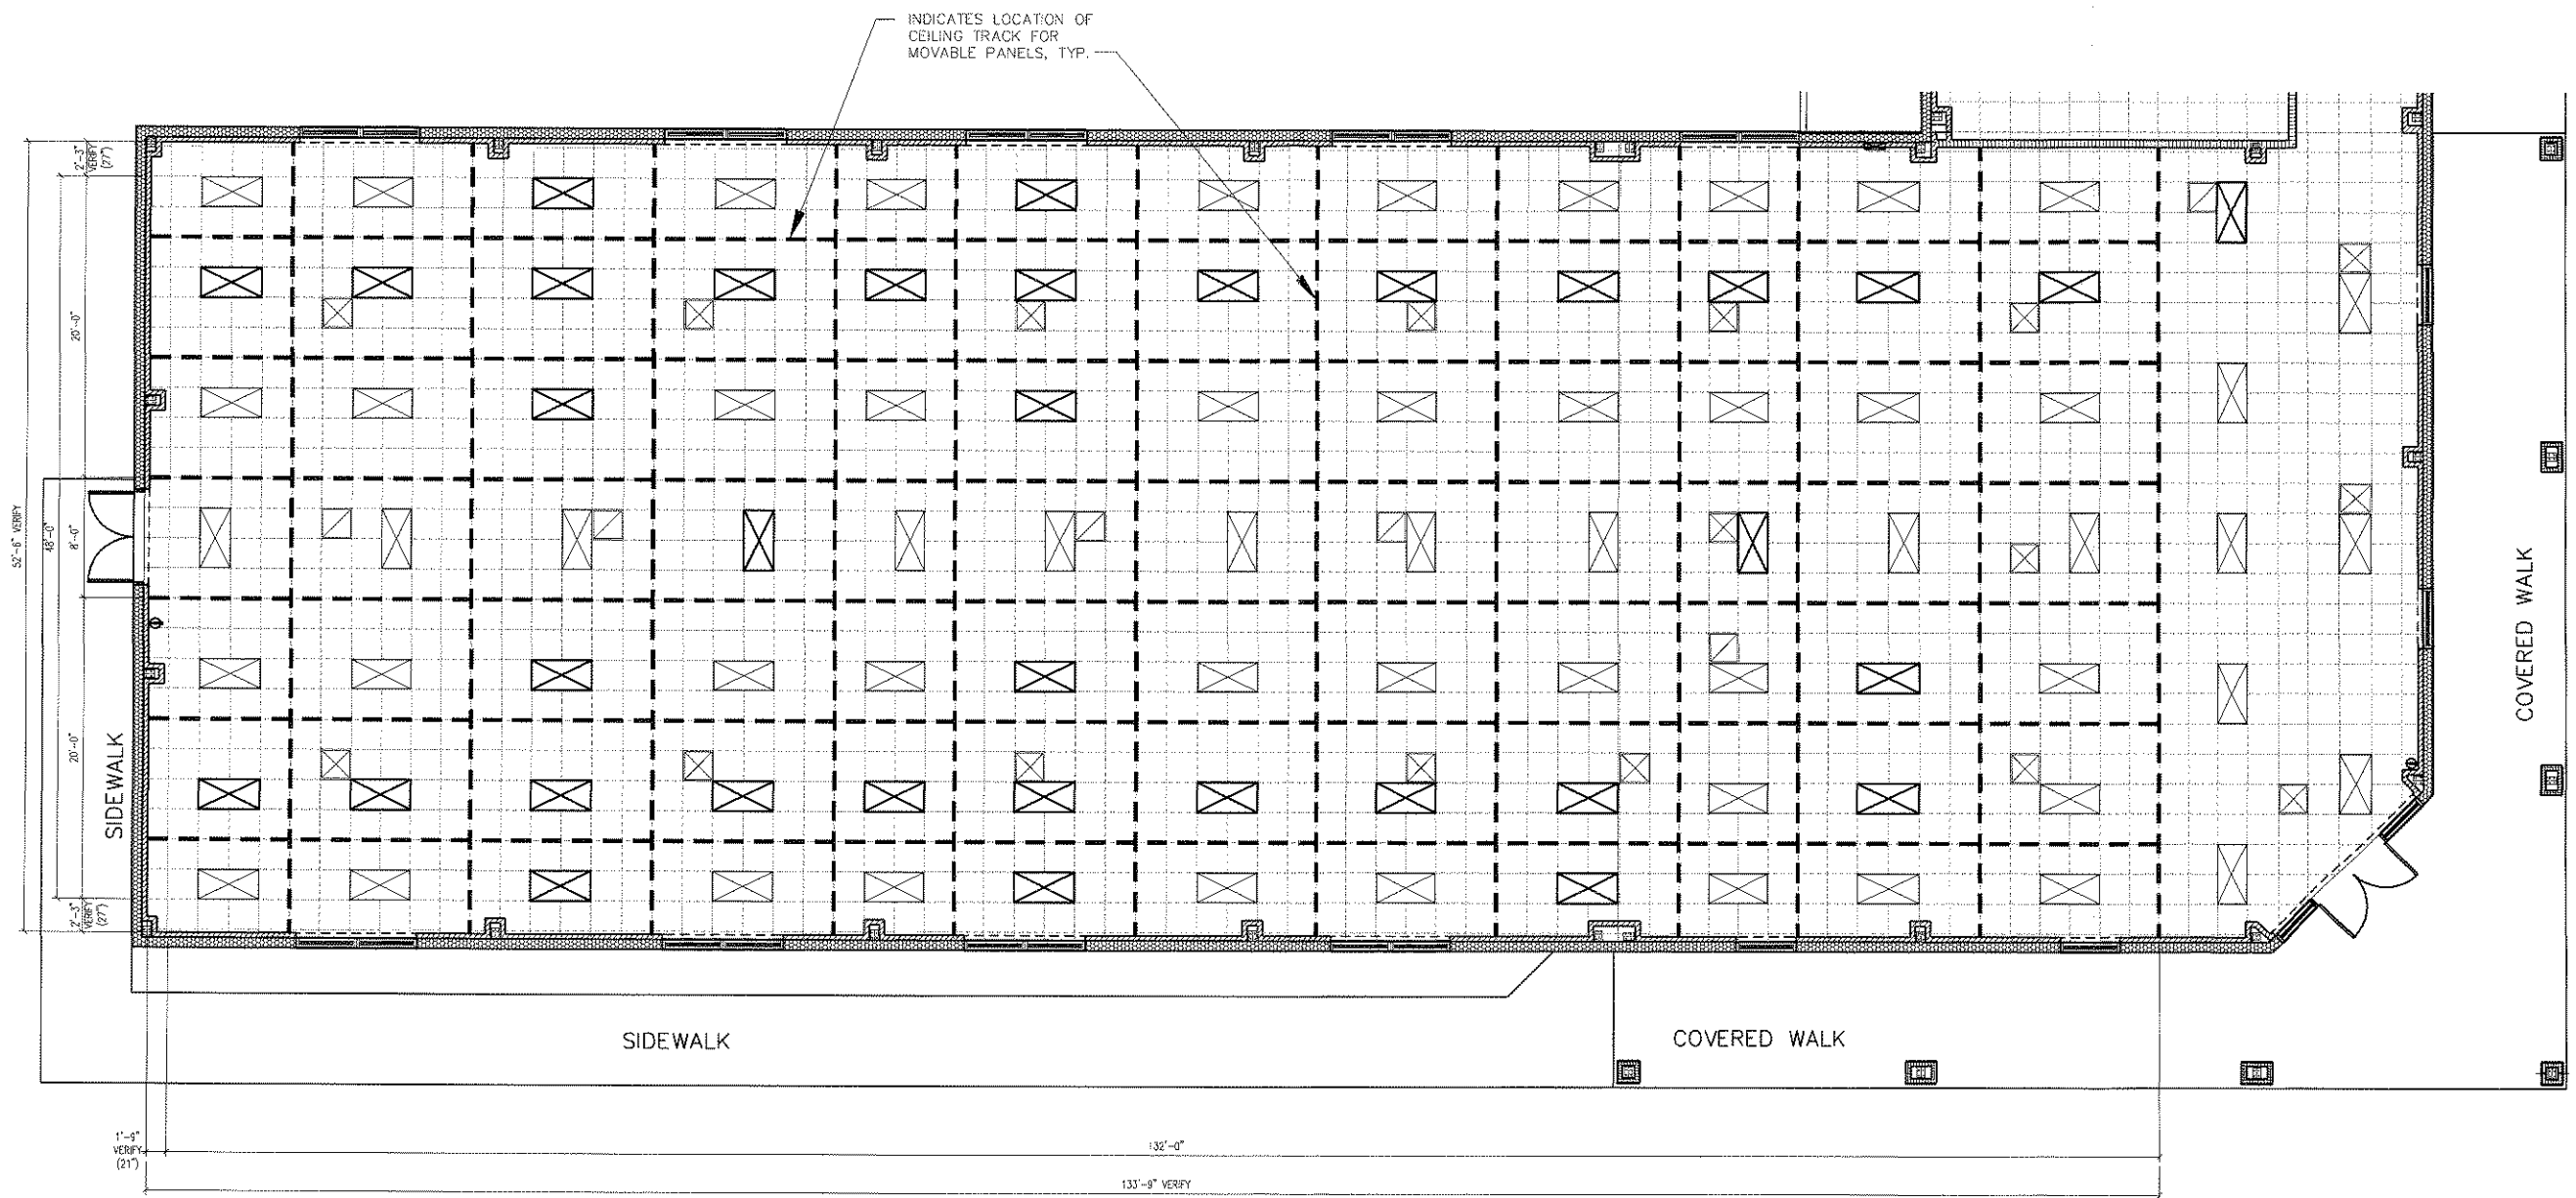 INDICATES LOCATION OF
CEILING TRACK FOR
MOVABLE PANELS, TYP.
2'-3"
VERIFY
(27")
20'-0"
52'-6" VERIFY
48'-0"
8'-0"
20'-0"
2'-3"
VERIFY
(27")
SIDEWALK
COVERED WALK
SIDEWALK
COVERED WALK
1'-9"
VERIFY
(21")
132'-0"
133'-9" VERIFY